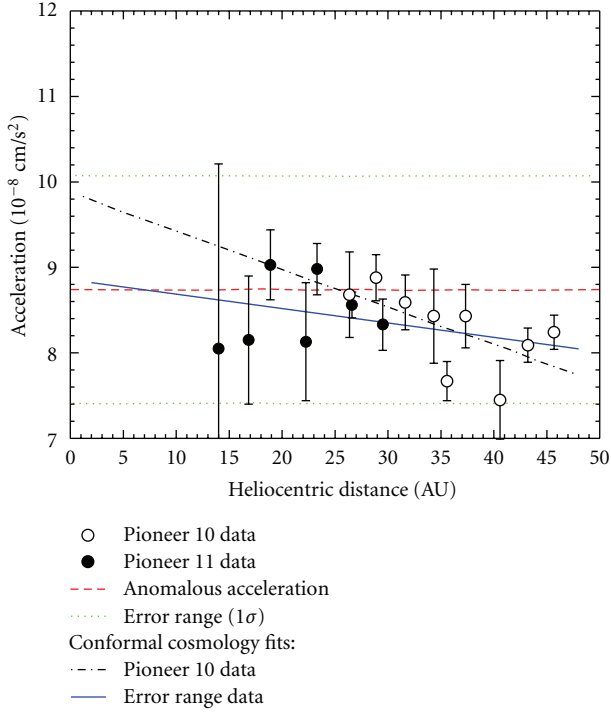 12
11
10
9
8
7
Acceleration (10⁻⁸ cm/s²)
0 5 10 15 20 25 30 35 40 45 50
Heliocentric distance (AU)
Pioneer 10 data
Pioneer 11 data
Anomalous acceleration
Error range (1σ)
Conformal cosmology fits:
Pioneer 10 data
Error range data